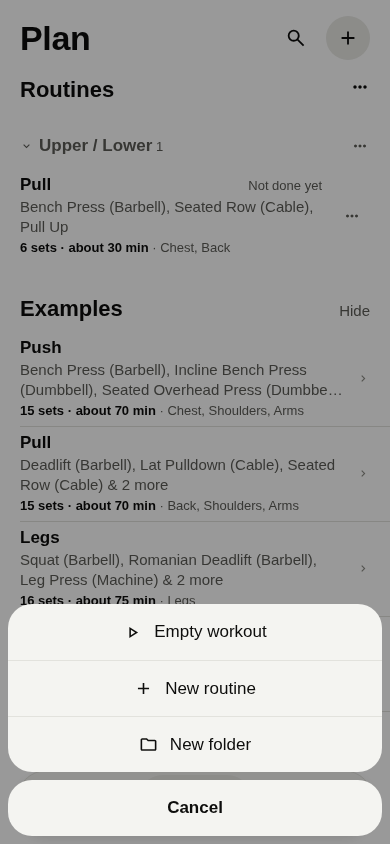 Plan
Routines
Upper / Lower 1
Pull
Not done yet
Bench Press (Barbell), Seated Row (Cable),
Pull Up
6 sets · about 30 min · Chest, Back
Examples
Hide
Push
Bench Press (Barbell), Incline Bench Press
(Dumbbell), Seated Overhead Press (Dumbbe…
15 sets · about 70 min · Chest, Shoulders, Arms
Pull
Deadlift (Barbell), Lat Pulldown (Cable), Seated
Row (Cable) & 2 more
15 sets · about 70 min · Back, Shoulders, Arms
Legs
Squat (Barbell), Romanian Deadlift (Barbell),
Leg Press (Machine) & 2 more
16 sets · about 75 min · Legs
Empty workout
New routine
New folder
Cancel